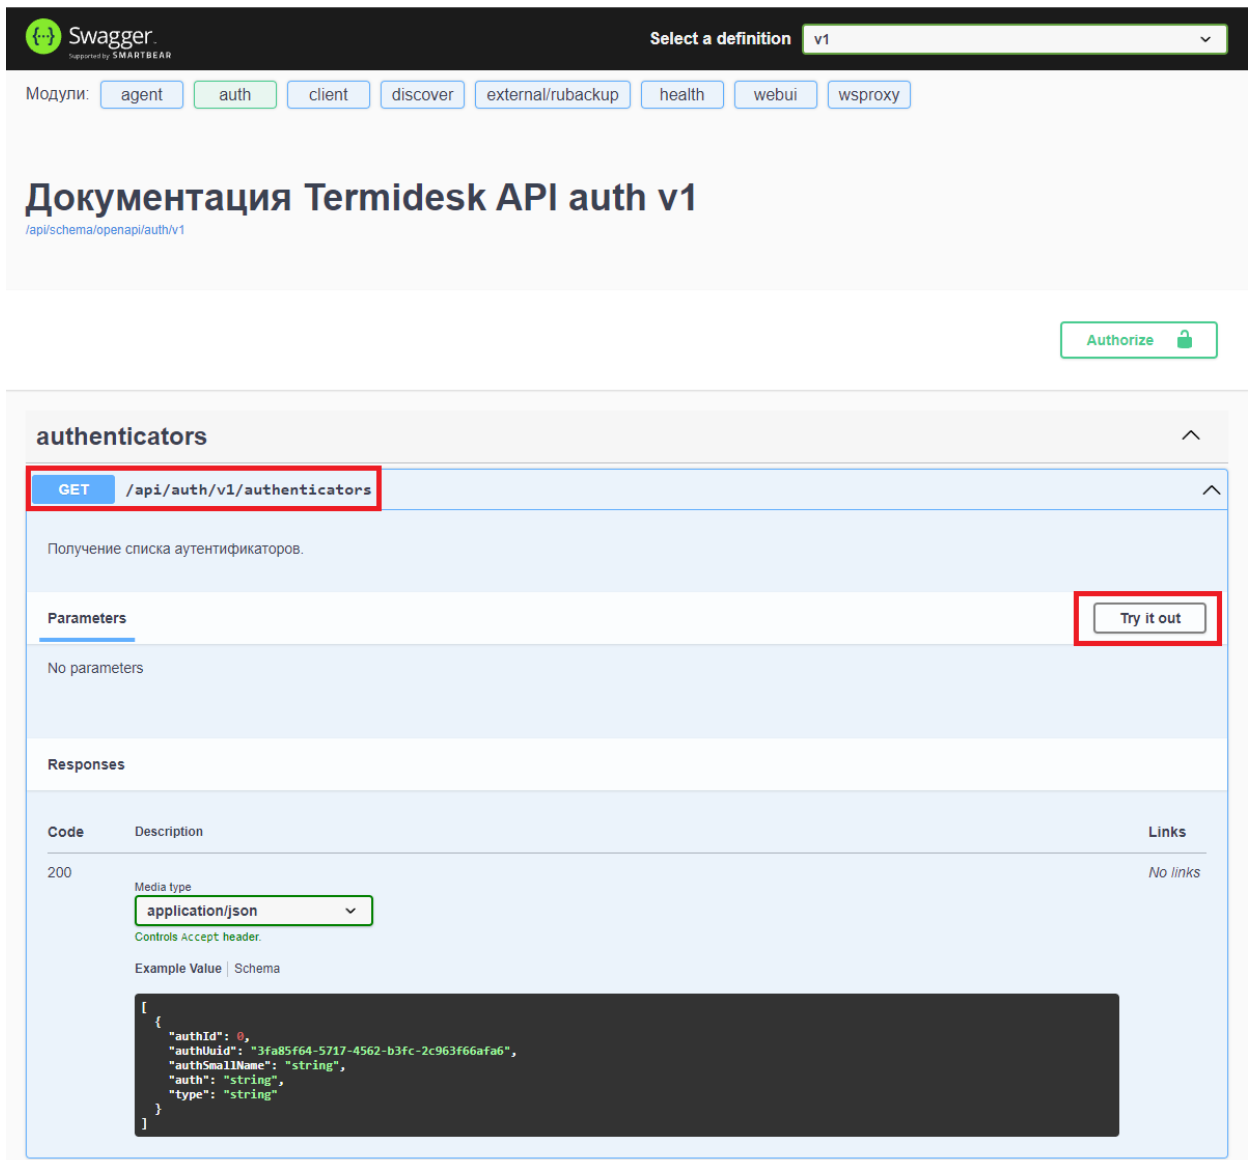 Swagger.
Supported by SMARTBEAR
Select a definition v1
Модули: agent auth client discover external/rubackup health webui wsproxy
Документация Termidesk API auth v1
/api/schema/openapi/auth/v1
Authorize
authenticators
GET /api/auth/v1/authenticators
Получение списка аутентификаторов.
Parameters Try it out
No parameters
Responses
Code Description Links
200 No links
Media type
application/json
Controls Accept header.
Example Value Schema
[
{
"authId": 0,
"authUuid": "3fa85f64-5717-4562-b3fc-2c963f66afa6",
"authSmallName": "string",
"auth": "string",
"type": "string"
}
]